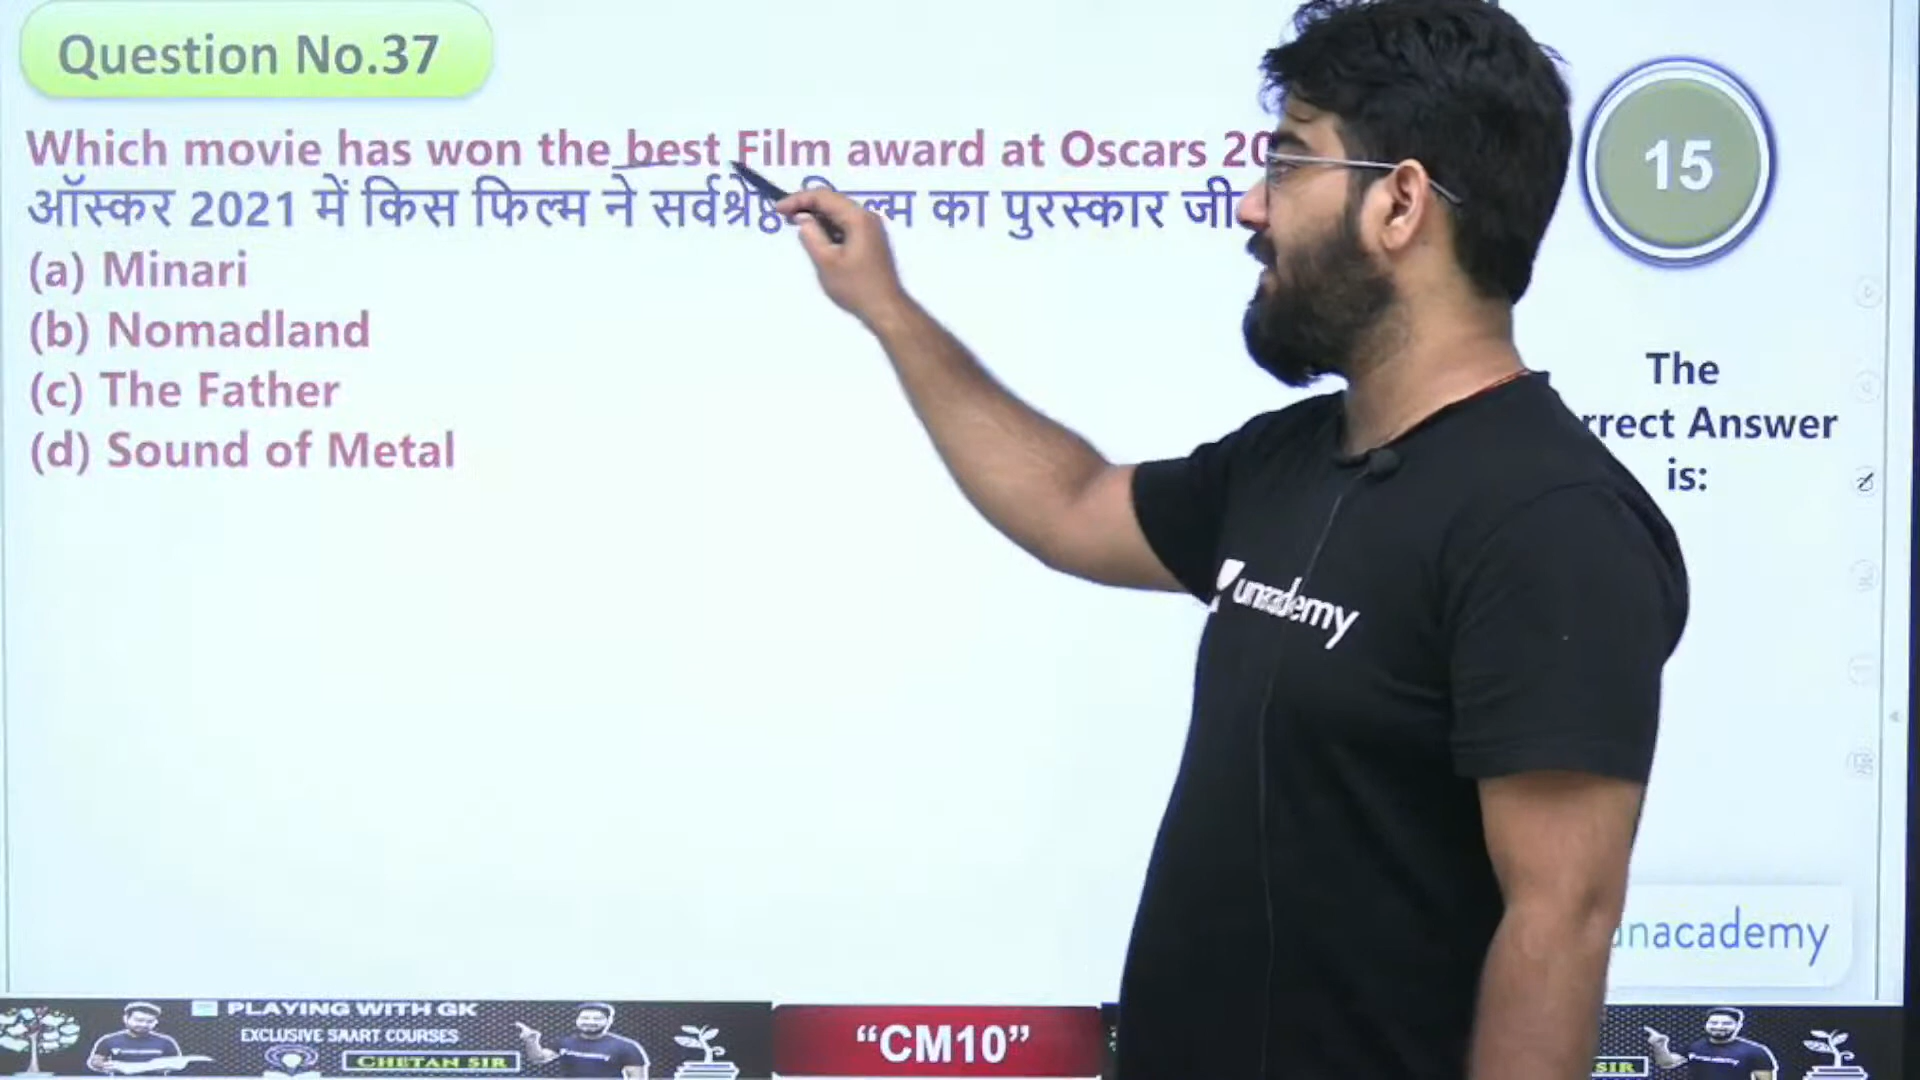 Question No.37
Which movie has won the best Film award at Oscars 20
ऑस्कर 2021 में किस फिल्म ने सर्वश्रेष्ठ फिल्म का पुरस्कार जी
(a) Minari
(b) Nomadland
(c) The Father
(d) Sound of Metal
15
The
rrect Answer
is:
unacademy
unacademy
PLAYING WITH GK
EXCLUSIVE SAART COURSES
CHETAN SIR
“CM10”
SIR